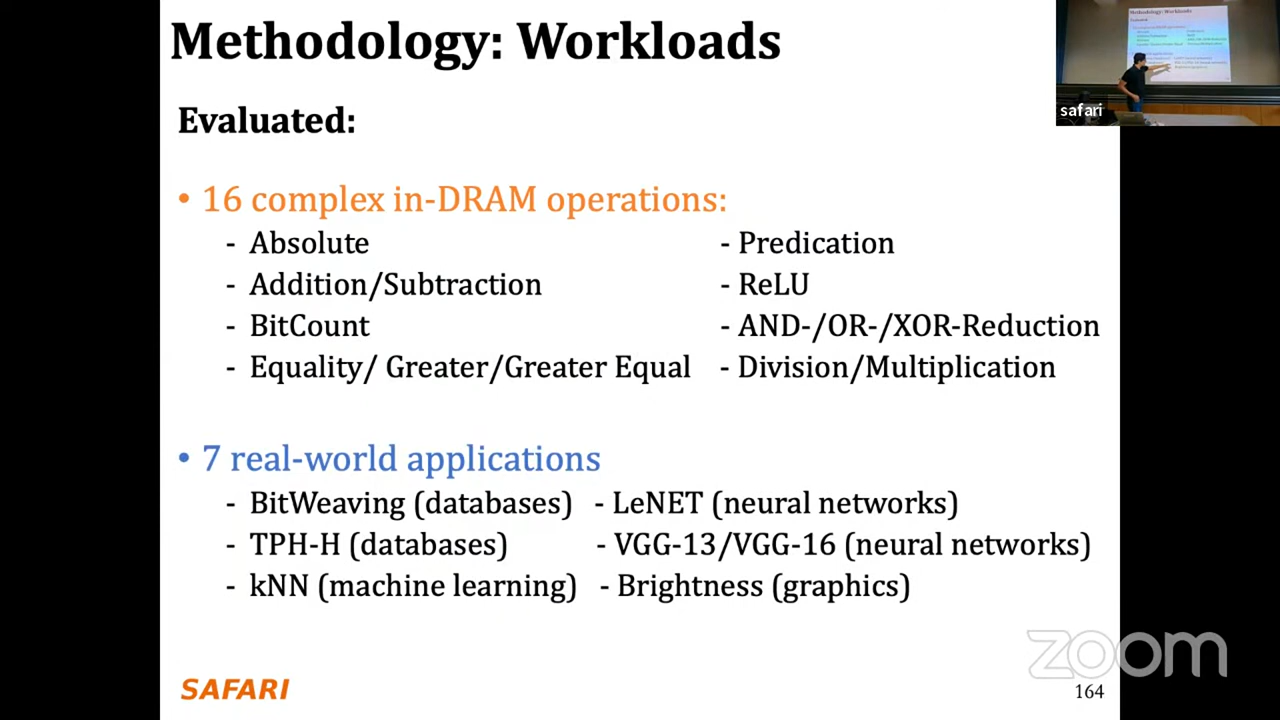 Methodology: Workloads
Evaluated:
• 16 complex in-DRAM operations:
- Absolute
- Addition/Subtraction
- BitCount
- Equality/ Greater/Greater Equal
- Predication
- ReLU
- AND-/OR-/XOR-Reduction
- Division/Multiplication
• 7 real-world applications
- BitWeaving (databases)
- TPH-H (databases)
- kNN (machine learning)
- LeNET (neural networks)
- VGG-13/VGG-16 (neural networks)
- Brightness (graphics)
SAFARI
164
zoom
safari
Methodology: Workloads